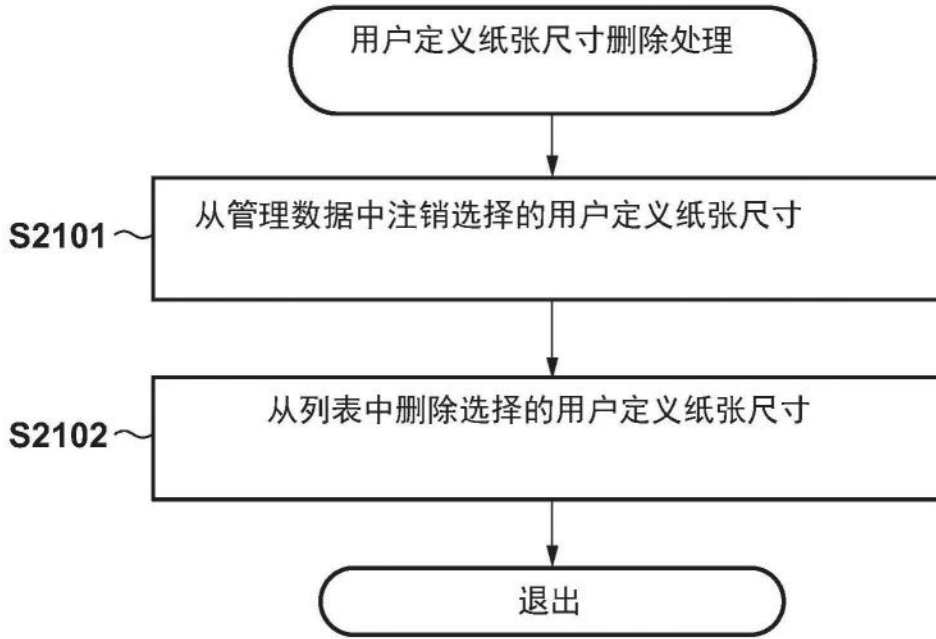 用户定义纸张尺寸删除处理
S2101
从管理数据中注销选择的用户定义纸张尺寸
S2102
从列表中删除选择的用户定义纸张尺寸
退出